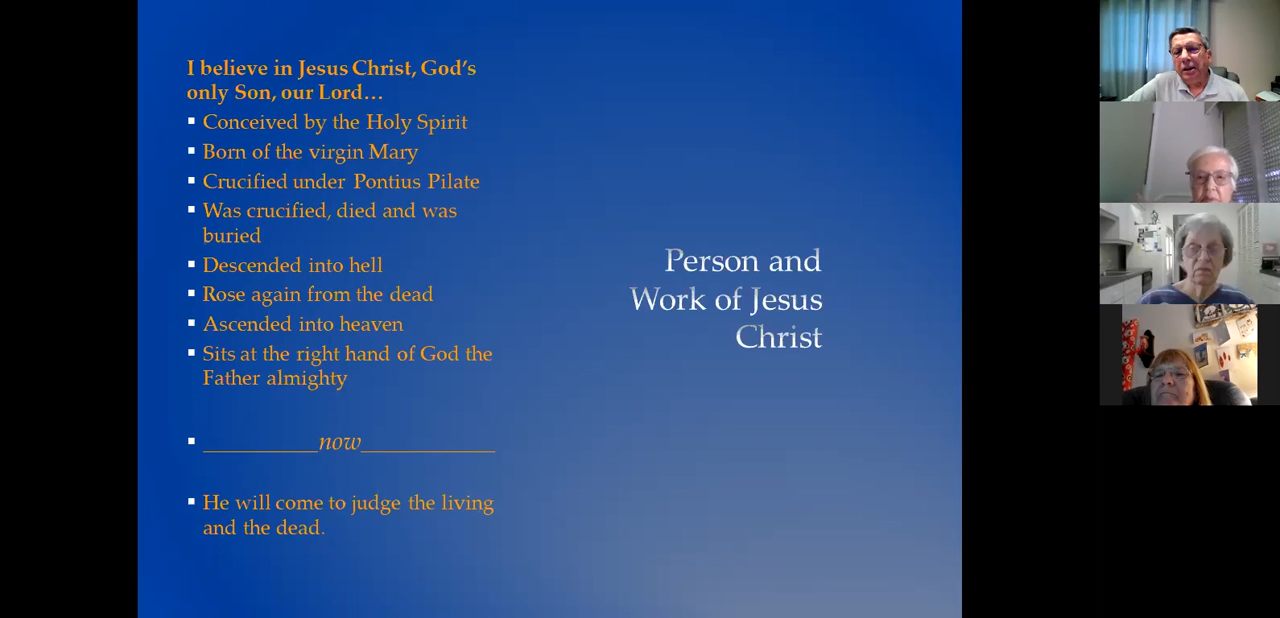 I believe in Jesus Christ, God's
only Son, our Lord…
▪ Conceived by the Holy Spirit
▪ Born of the virgin Mary
▪ Crucified under Pontius Pilate
▪ Was crucified, died and was
buried
▪ Descended into hell
▪ Rose again from the dead
▪ Ascended into heaven
▪ Sits at the right hand of God the
Father almighty
▪ __________now____________
▪ He will come to judge the living
and the dead.
Person and
Work of Jesus
Christ